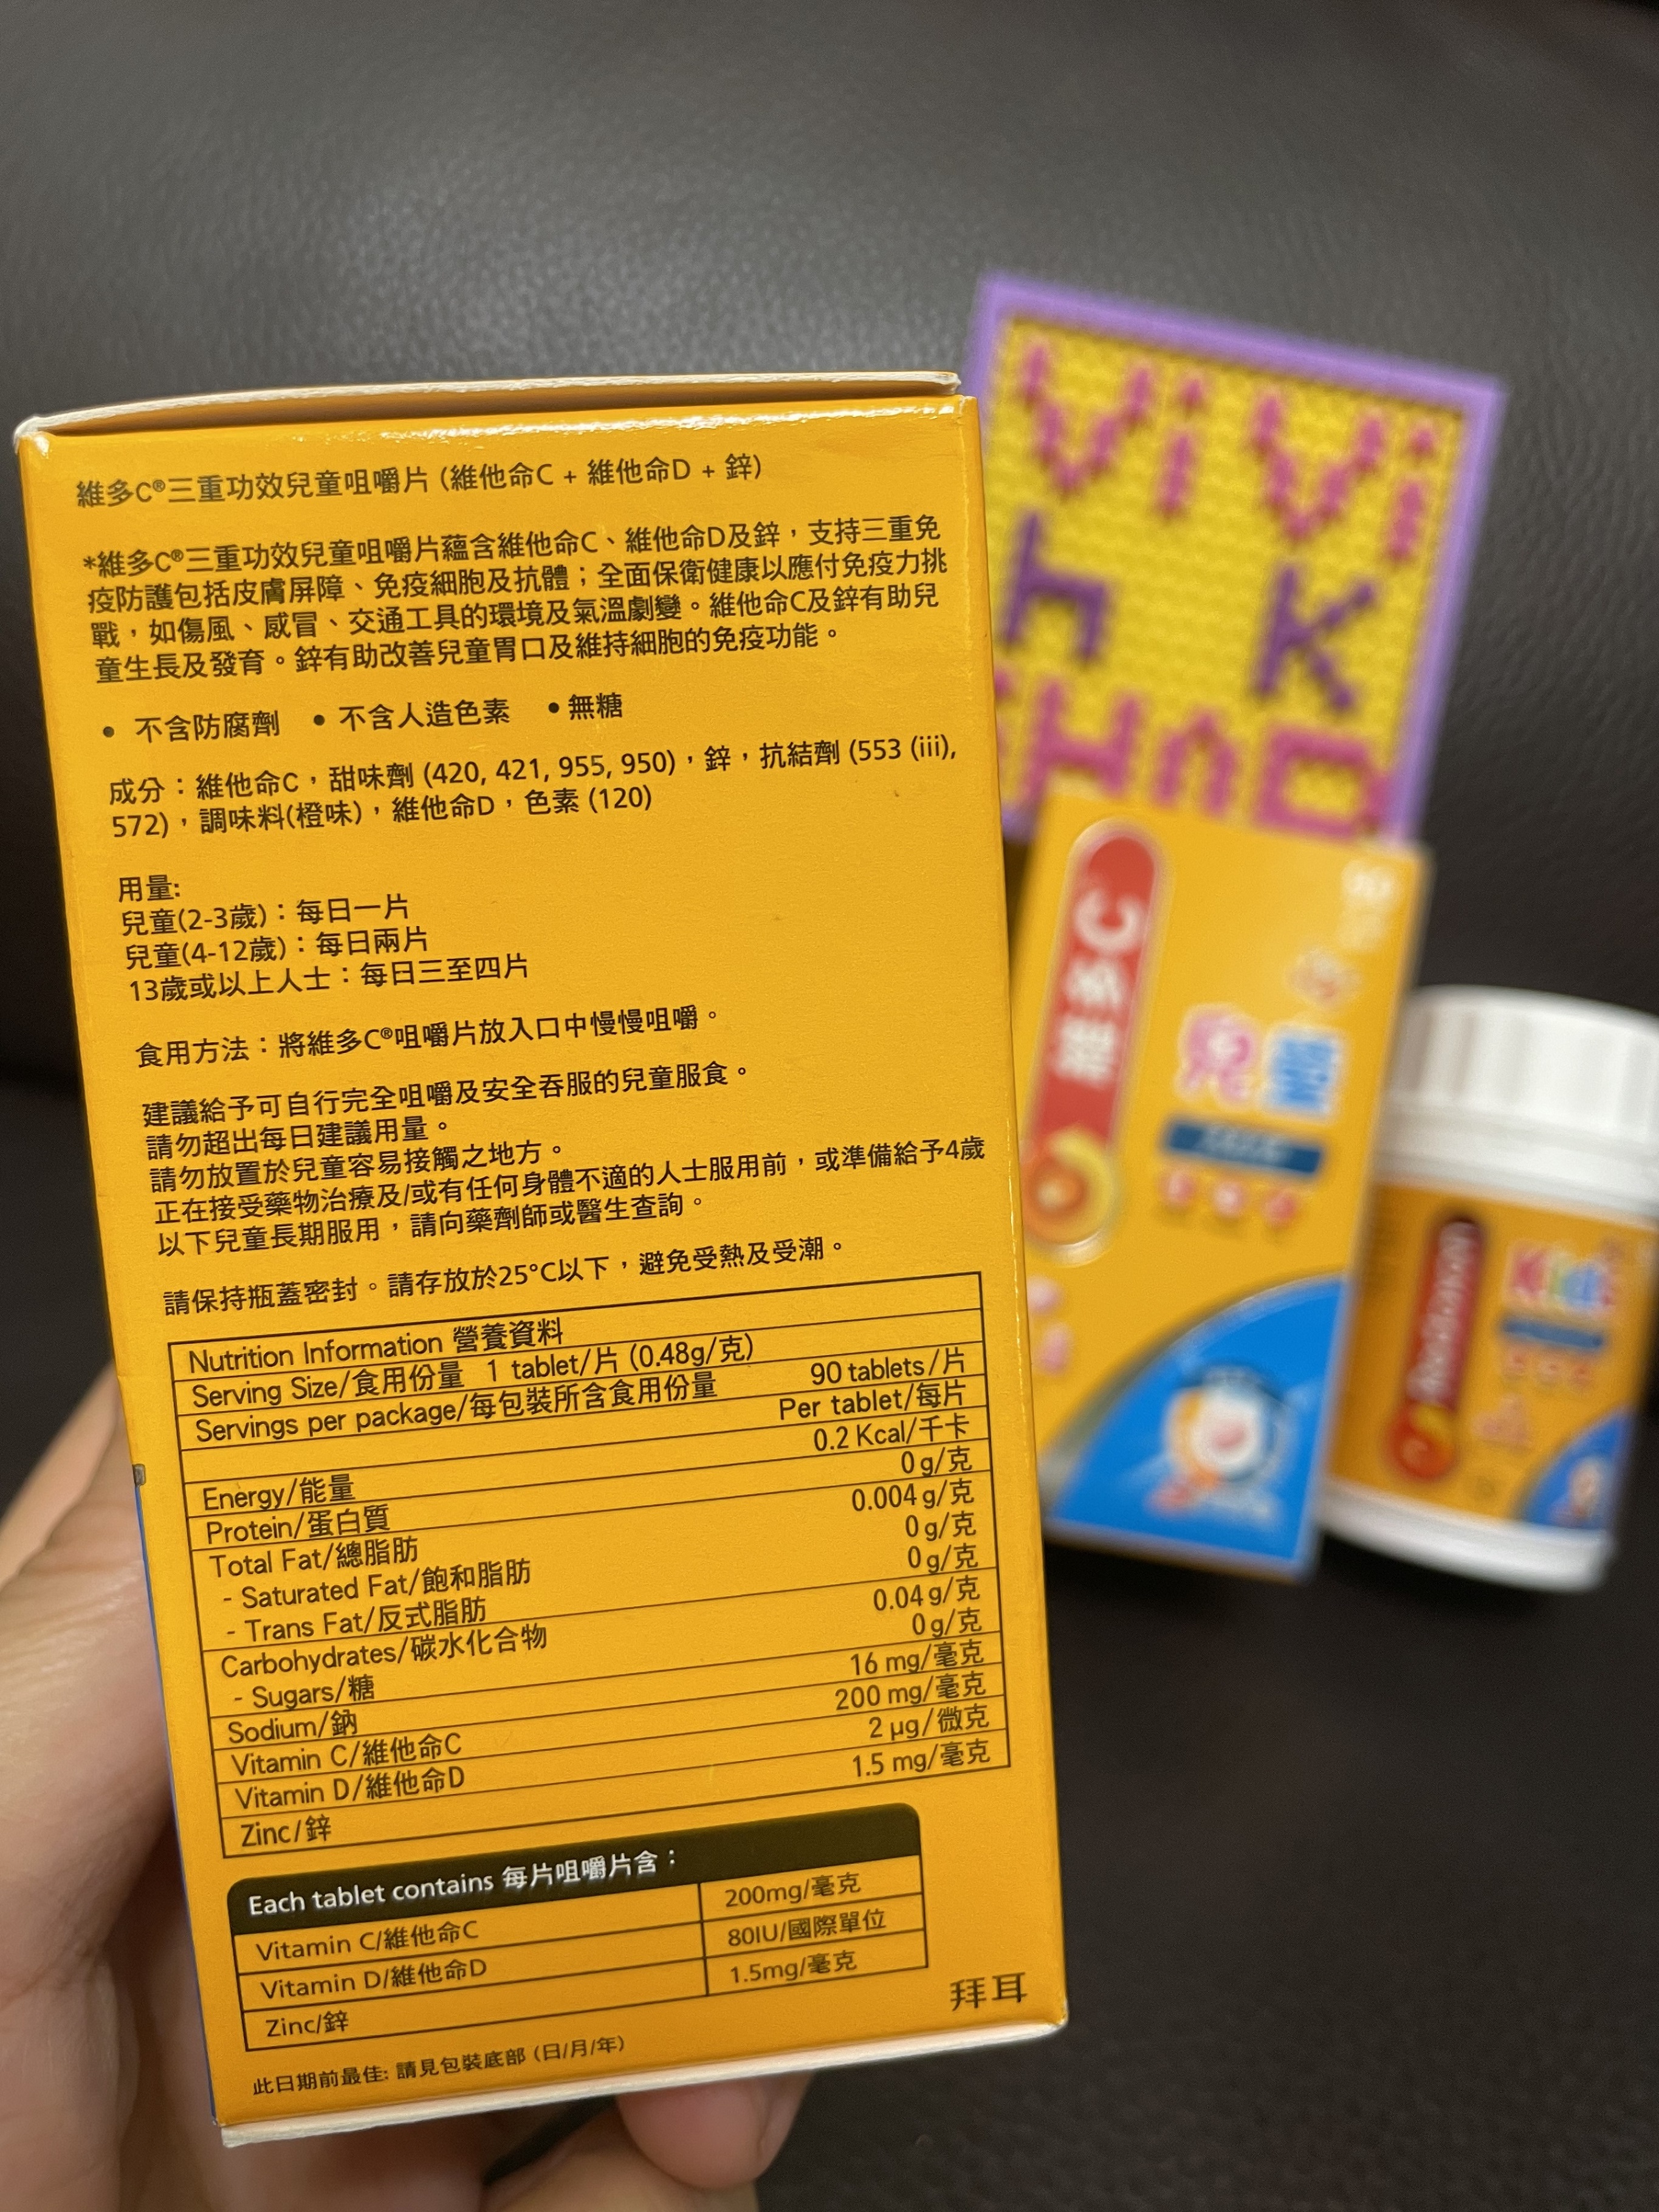 維多C®三重功效兒童咀嚼片 (維他命C + 維他命D + 鋅)
*維多C®三重功效兒童咀嚼片蘊含維他命C、維他命D及鋅，支持三重免
疫防護包括皮膚屏障、免疫細胞及抗體；全面保衛健康以應付免疫力挑
戰，如傷風、感冒、交通工具的環境及氣溫劇變。維他命C及鋅有助兒
童生長及發育。鋅有助改善兒童胃口及維持細胞的免疫功能。
• 不含防腐劑 • 不含人造色素 • 無糖
成分：維他命C，甜味劑 (420, 421, 955, 950)，鋅，抗結劑 (553 (iii),
572)，調味料(橙味)，維他命D，色素 (120)
用量:
兒童(2-3歲)：每日一片
兒童(4-12歲)：每日兩片
13歲或以上人士：每日三至四片
食用方法：將維多C®咀嚼片放入口中慢慢咀嚼。
建議給予可自行完全咀嚼及安全吞服的兒童服食。
請勿超出每日建議用量。
請勿放置於兒童容易接觸之地方。
正在接受藥物治療及/或有任何身體不適的人士服用前，或準備給予4歲
以下兒童長期服用，請向藥劑師或醫生查詢。
請保持瓶蓋密封。請存放於25°C以下，避免受熱及受潮。
Nutrition Information 營養資料
Serving Size/食用份量 1 tablet/片 (0.48g/克)
Servings per package/每包裝所含食用份量 90 tablets/片
Per tablet/每片
Energy/能量 0.2 Kcal/千卡
Protein/蛋白質 0 g/克
Total Fat/總脂肪 0.004 g/克
- Saturated Fat/飽和脂肪 0 g/克
- Trans Fat/反式脂肪 0 g/克
Carbohydrates/碳水化合物 0.04 g/克
- Sugars/糖 0 g/克
Sodium/鈉 16 mg/毫克
Vitamin C/維他命C 200 mg/毫克
Vitamin D/維他命D 2 µg/微克
Zinc/鋅 1.5 mg/毫克
Each tablet contains 每片咀嚼片含：
Vitamin C/維他命C 200mg/毫克
Vitamin D/維他命D 80IU/國際單位
Zinc/鋅 1.5mg/毫克
拜耳
此日期前最佳: 請見包裝底部 (日/月/年)
ViVi
h K
兒童
維多C
Kids